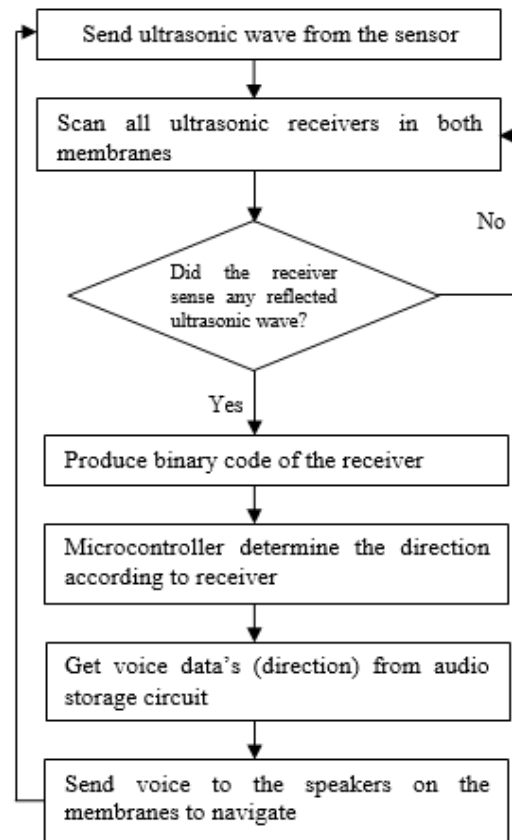 Send ultrasonic wave from the sensor
Scan all ultrasonic receivers in both
membranes
No
Did the receiver
sense any reflected
ultrasonic wave?
Yes
Produce binary code of the receiver
Microcontroller determine the direction
according to receiver
Get voice data's (direction) from audio
storage circuit
Send voice to the speakers on the
membranes to navigate